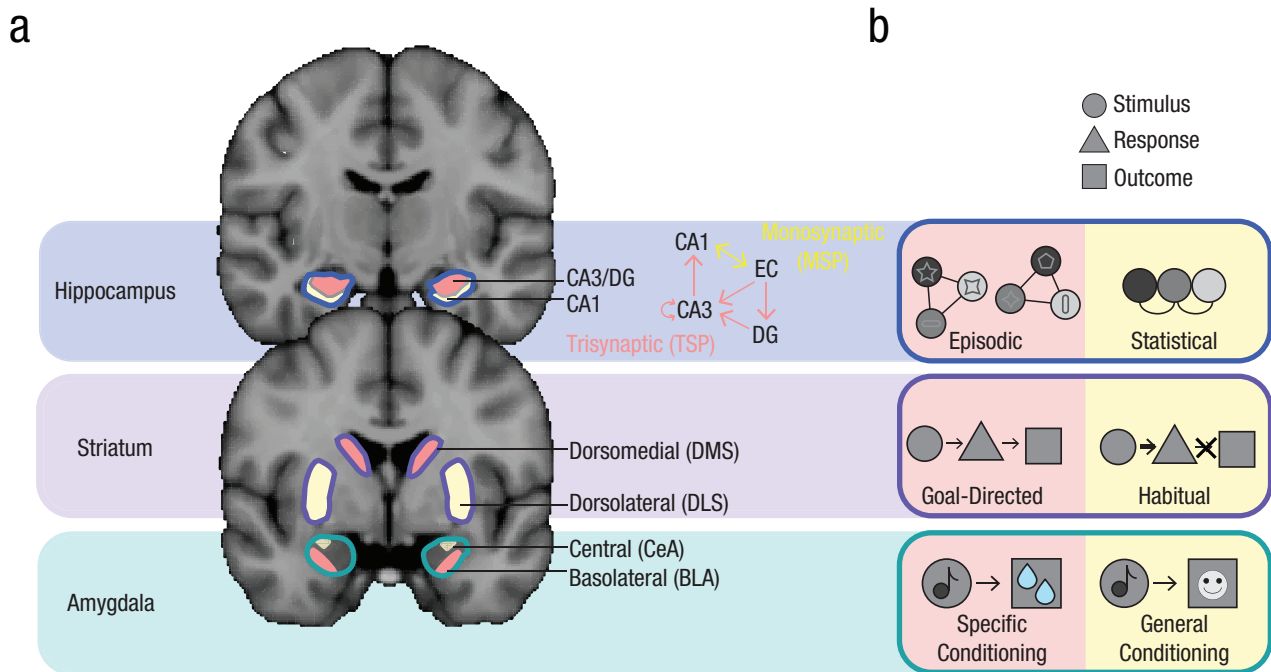 a
b
Stimulus
Response
Outcome
Hippocampus
CA3/DG
CA1
CA1
Monosynaptic
(MSP)
EC
CA3
DG
Trisynaptic (TSP)
Episodic
Statistical
Striatum
Dorsomedial (DMS)
Dorsolateral (DLS)
Goal-Directed
Habitual
Amygdala
Central (CeA)
Basolateral (BLA)
Specific
Conditioning
General
Conditioning